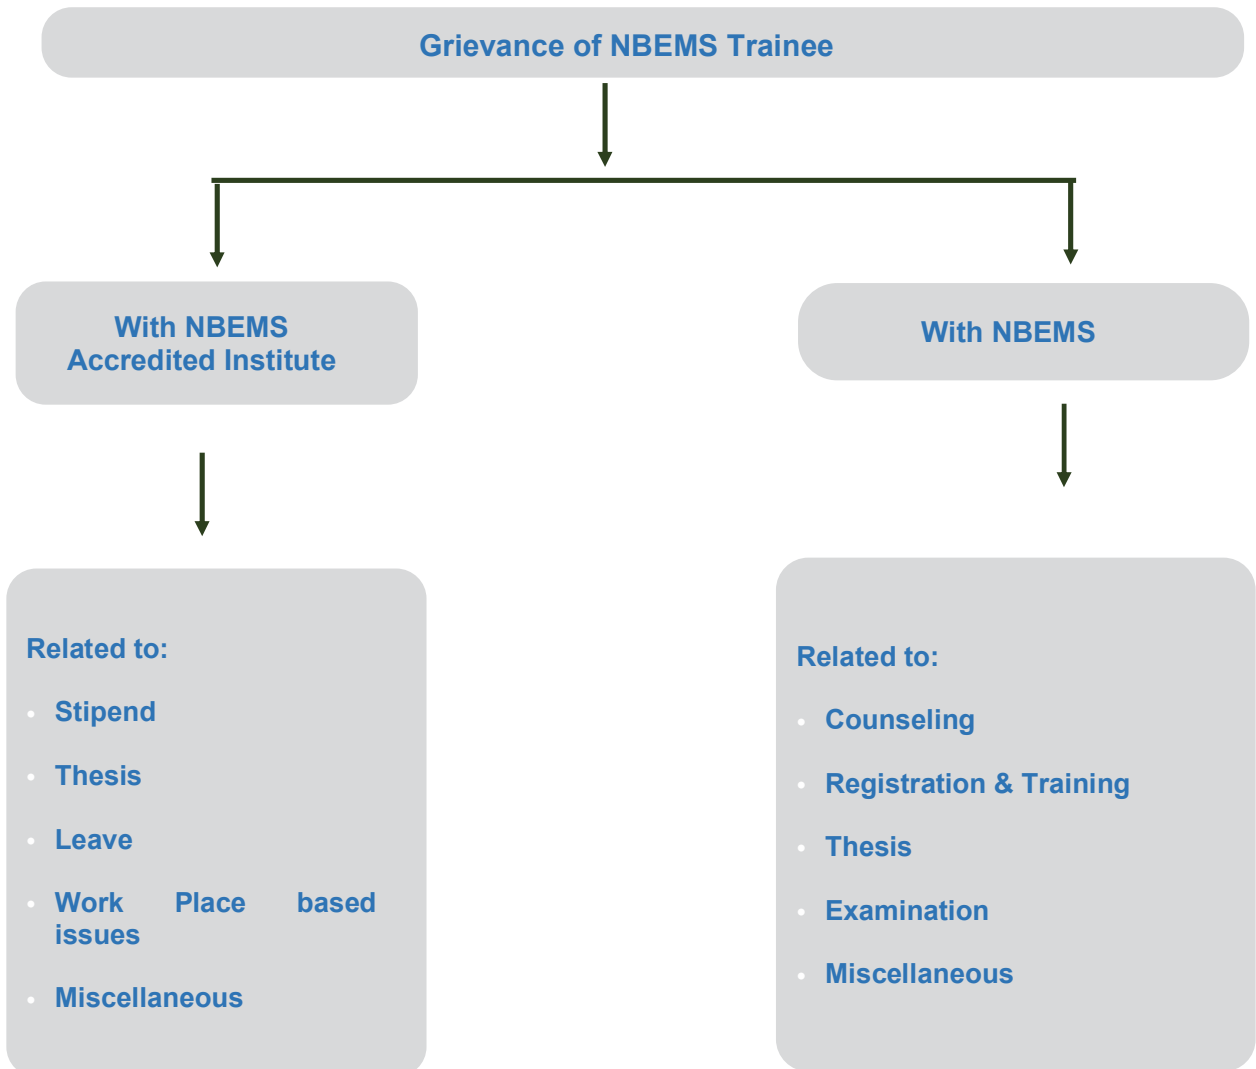 Grievance of NBEMS Trainee
With NBEMS
Accredited Institute
With NBEMS
Related to:
• Stipend
• Thesis
• Leave
• Work Place based
issues
• Miscellaneous
Related to:
• Counseling
• Registration & Training
• Thesis
• Examination
• Miscellaneous